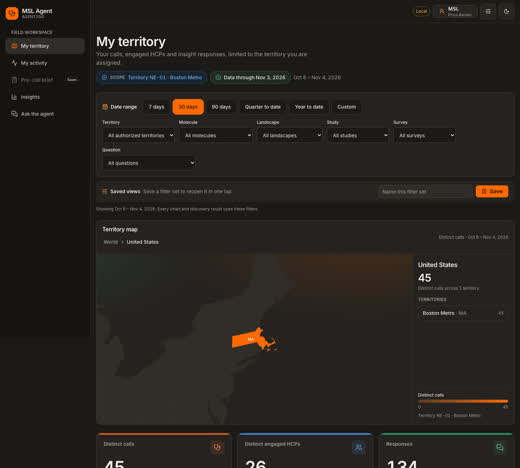 MSL Agent
AGENTZGO
FIELD WORKSPACE
My territory
My activity
Pre-call brief
Soon
Insights
Ask the agent
Local
MSL
My territory
Your calls, engaged HCPs and insight responses, limited to the territory you are
assigned.
SCOPE Territory NE-01 · Boston Metro
Data through Nov 3, 2026
Oct 6 – Nov 4, 2026
Date range
7 days
30 days
90 days
Quarter to date
Year to date
Custom
Territory
Molecule
Landscape
Study
Survey
All authorized territories
All molecules
All landscapes
All studies
All surveys
Question
All questions
Saved views
Save a filter set to reopen it in one tap.
Name this filter set
Save
Showing Oct 6 – Nov 4, 2026. Every chart and discovery result uses these filters.
Territory map
World › United States
Distinct calls · Oct 6 – Nov 4, 2026
United States
45
Distinct calls across 1 territory
TERRITORIES
Boston Metro · MA
45
MA
Distinct calls
0
45
Territory NE-01 · Boston Metro
Distinct calls
Distinct engaged HCPs
Responses
45
26
134